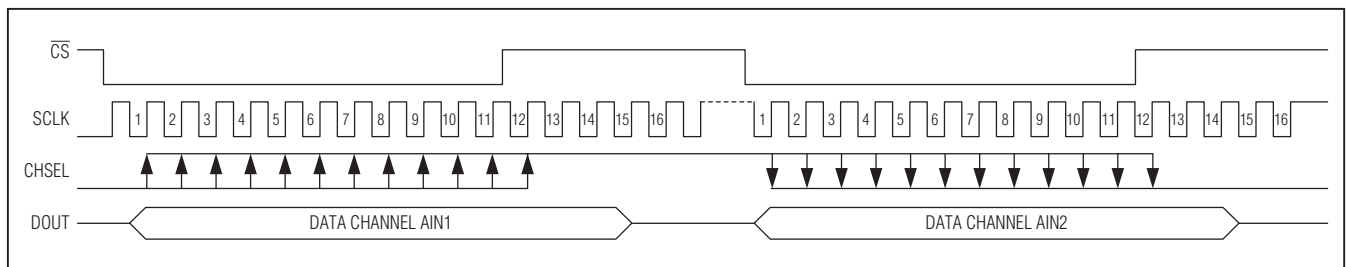 CS
SCLK 1 2 3 4 5 6 7 8 9 10 11 12 13 14 15 16 1 2 3 4 5 6 7 8 9 10 11 12 13 14 15 16
CHSEL
DOUT DATA CHANNEL AIN1 DATA CHANNEL AIN2